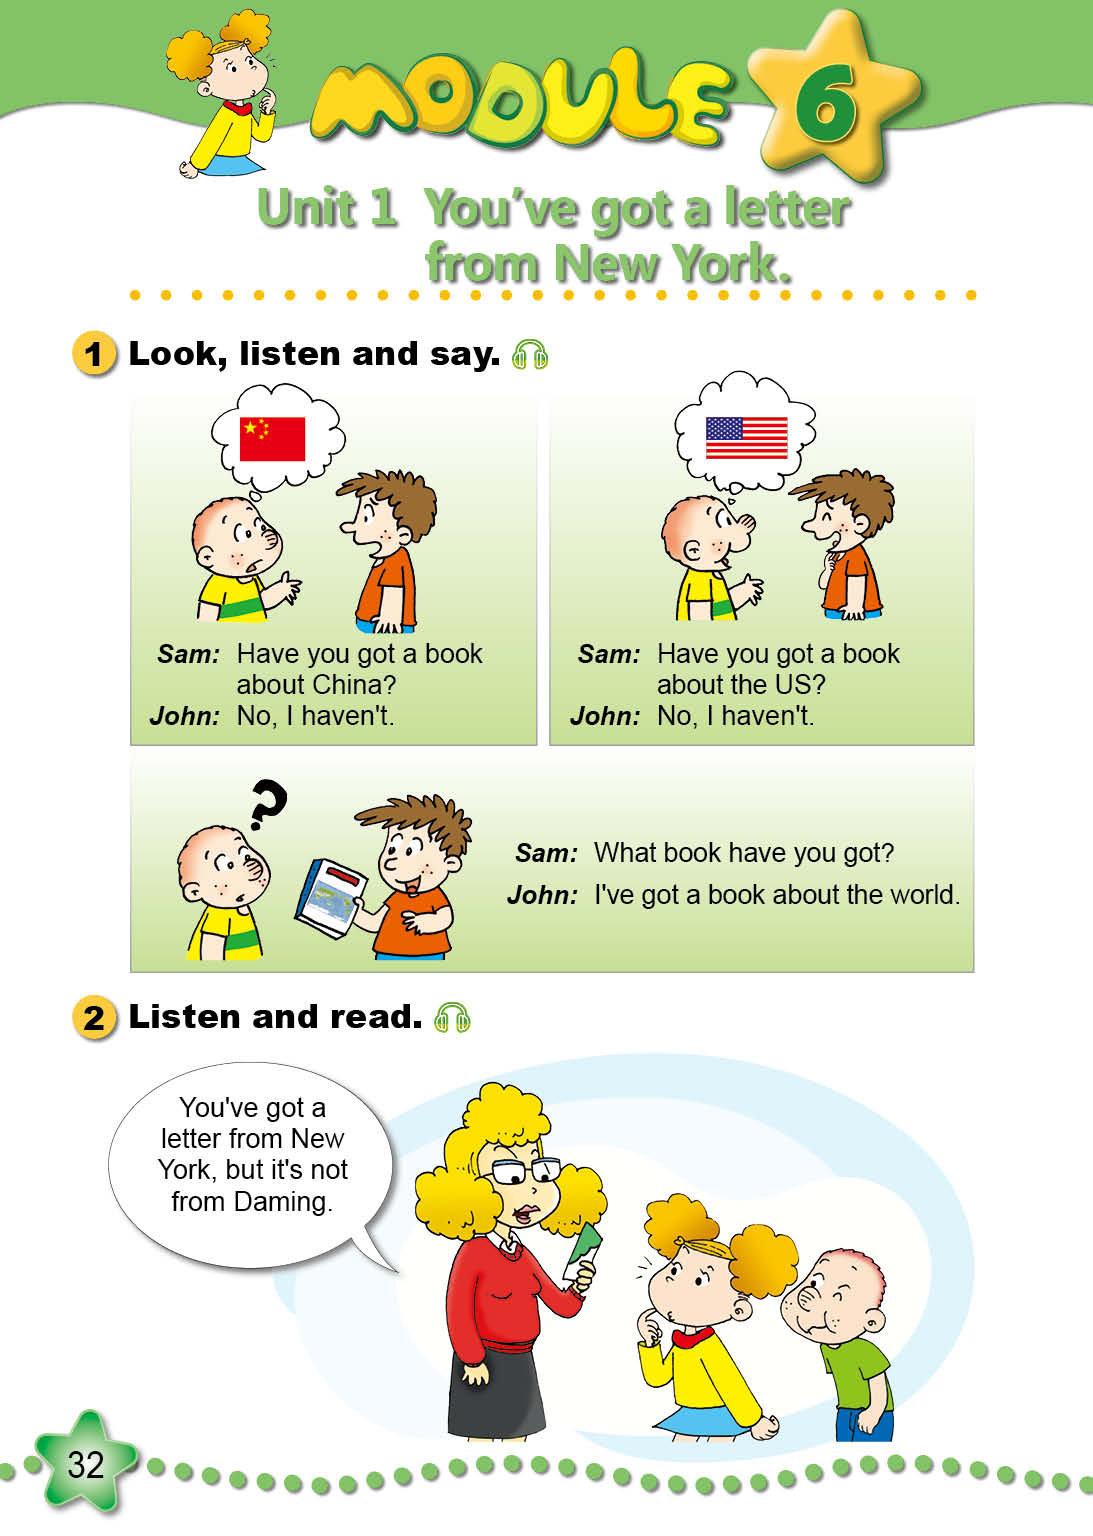 MODULE 6
Unit 1 You've got a letter
from New York.
1 Look, listen and say.
Sam: Have you got a book
about China?
John: No, I haven't.
Sam: Have you got a book
about the US?
John: No, I haven't.
?
Sam: What book have you got?
John: I've got a book about the world.
2 Listen and read.
You've got a
letter from New
York, but it's not
from Daming.
32